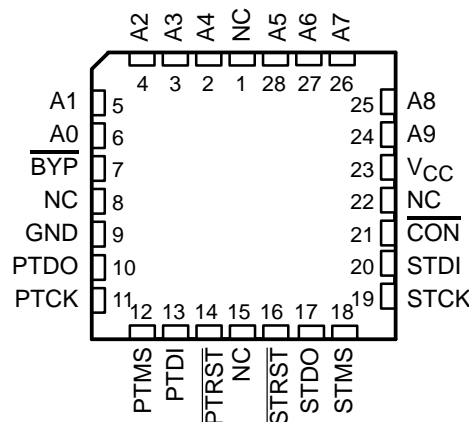 A2 A3 A4 NC A5 A6 A7
4 3 2 1 28 27 26
A1 5 25 A8
A0 6 24 A9
BYP 7 23 VCC
NC 8 22 NC
GND 9 21 CON
PTDO 10 20 STDI
PTCK 11 19 STCK
12 13 14 15 16 17 18
PTMS PTDI PTRST NC STRST STDO STMS